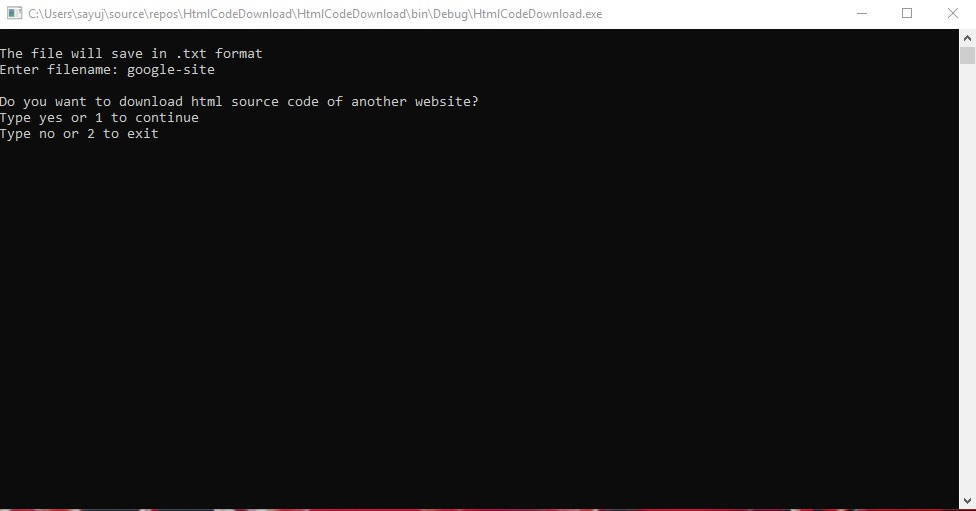 C:\Users\sayuj\source\repos\HtmlCodeDownload\HtmlCodeDownload\bin\Debug\HtmlCodeDownload.exe
The file will save in .txt format
Enter filename: google-site
Do you want to download html source code of another website?
Type yes or 1 to continue
Type no or 2 to exit